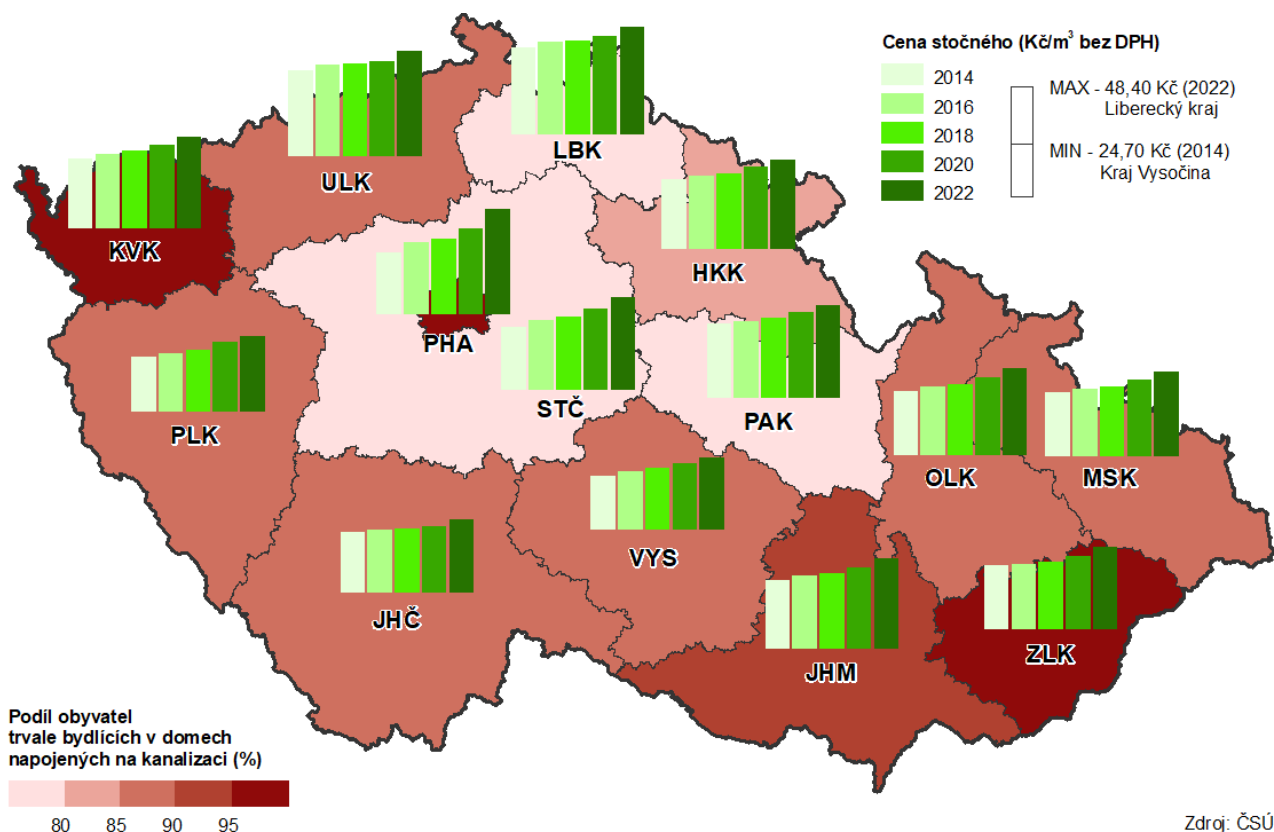 Cena stočného (Kč/m³ bez DPH)
2014
2016
2018
2020
2022
MAX - 48,40 Kč (2022)
Liberecký kraj
MIN - 24,70 Kč (2014)
Kraj Vysočina
LBK
ULK
KVK
HKK
PHA
STČ
PAK
PLK
OLK
MSK
VYS
JHČ
JHM
ZLK
Podíl obyvatel
trvale bydlících v domech
napojených na kanalizaci (%)
80 85 90 95
Zdroj: ČSÚ